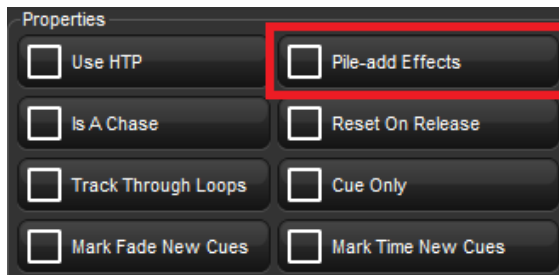 Properties
Use HTP
Pile-add Effects
Is A Chase
Reset On Release
Track Through Loops
Cue Only
Mark Fade New Cues
Mark Time New Cues